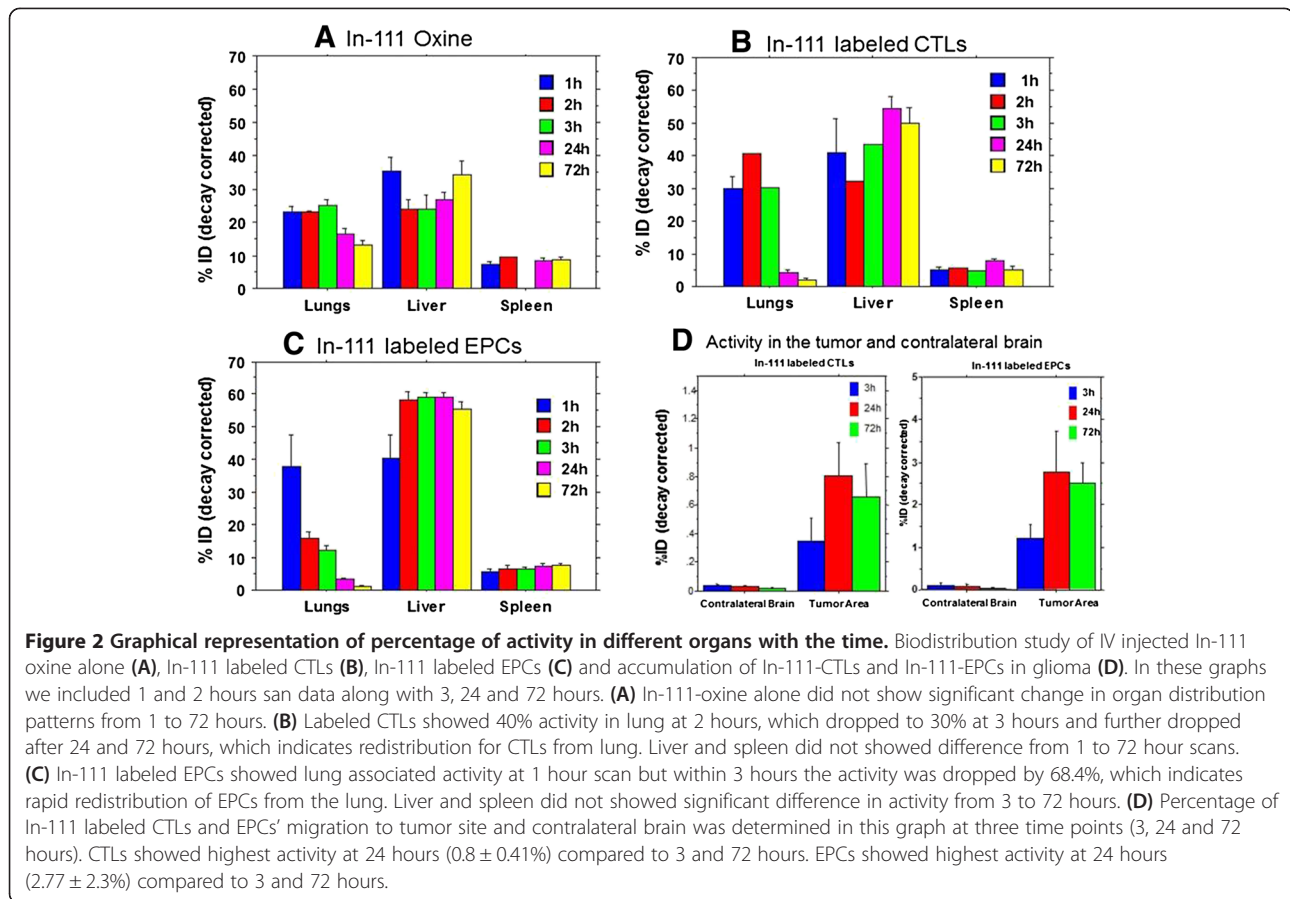 A In-111 Oxine
% ID (decay corrected)
70
60
50
40
30
20
10
0
1h
2h
3h
24h
72h
Lungs Liver Spleen
B In-111 labeled CTLs
% ID (decay corrected)
70
60
50
40
30
20
10
0
1h
2h
3h
24h
72h
Lungs Liver Spleen
C In-111 labeled EPCs
% ID (decay corrected)
70
60
50
40
30
20
10
0
1h
2h
3h
24h
72h
Lungs Liver Spleen
D Activity in the tumor and contralateral brain
In-111 labeled CTLs
%ID (decay corrected)
1.4
1
.8
.6
.4
.2
0
3h
24h
72h
Contralateral Brain Tumor Area
In-111 labeled EPCs
%ID (decay corrected)
5
4
3
2
1
0
3h
24h
72h
Contralateral Brain Tumor Area
Figure 2 Graphical representation of percentage of activity in different organs with the time. Biodistribution study of IV injected In-111
oxine alone (A), In-111 labeled CTLs (B), In-111 labeled EPCs (C) and accumulation of In-111-CTLs and In-111-EPCs in glioma (D). In these graphs
we included 1 and 2 hours san data along with 3, 24 and 72 hours. (A) In-111-oxine alone did not show significant change in organ distribution
patterns from 1 to 72 hours. (B) Labeled CTLs showed 40% activity in lung at 2 hours, which dropped to 30% at 3 hours and further dropped
after 24 and 72 hours, which indicates redistribution for CTLs from lung. Liver and spleen did not showed difference from 1 to 72 hour scans.
(C) In-111 labeled EPCs showed lung associated activity at 1 hour scan but within 3 hours the activity was dropped by 68.4%, which indicates
rapid redistribution of EPCs from the lung. Liver and spleen did not showed significant difference in activity from 3 to 72 hours. (D) Percentage of
In-111 labeled CTLs and EPCs' migration to tumor site and contralateral brain was determined in this graph at three time points (3, 24 and 72
hours). CTLs showed highest activity at 24 hours (0.8 ± 0.41%) compared to 3 and 72 hours. EPCs showed highest activity at 24 hours
(2.77 ± 2.3%) compared to 3 and 72 hours.